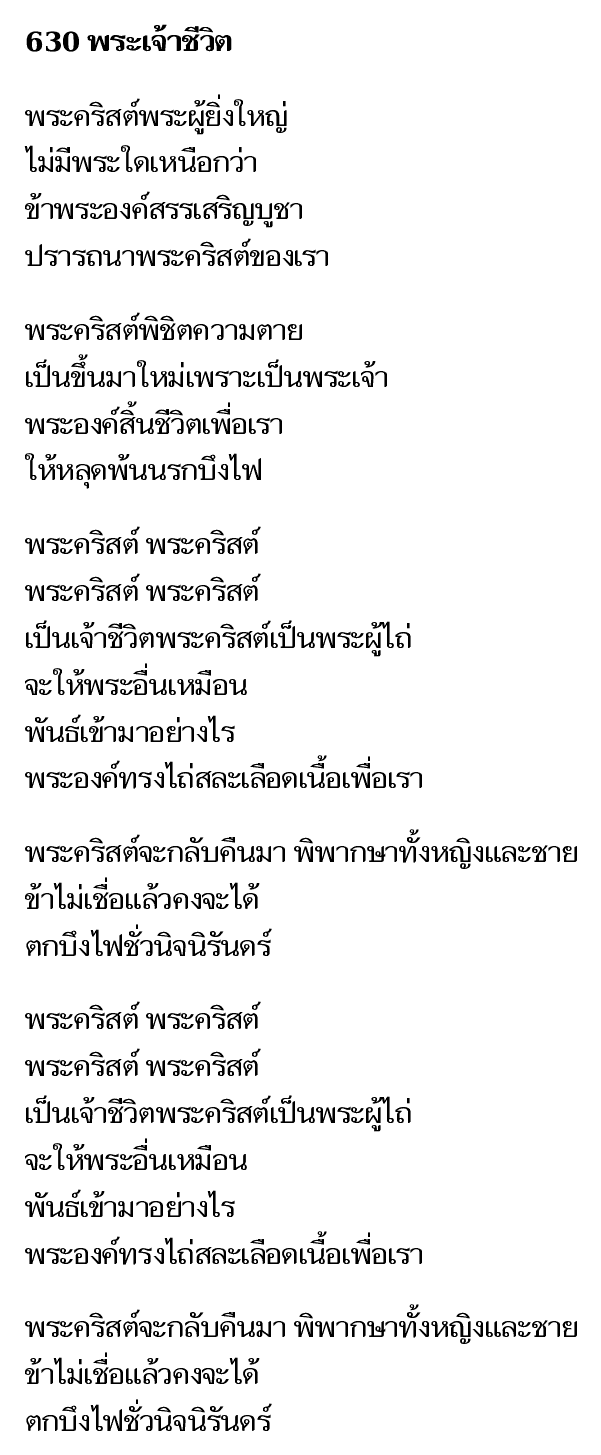 630 พระเจ้าชีวิต
พระคริสต์พระผู้ยิ่งใหญ่
ไม่มีพระใดเหนือกว่า
ข้าพระองค์สรรเสริญบูชา
ปรารถนาพระคริสต์ของเรา
พระคริสต์พิชิตความตาย
เป็นขึ้นมาใหม่เพราะเป็นพระเจ้า
พระองค์สิ้นชีวิตเพื่อเรา
ให้หลุดพ้นนรกบึงไฟ
พระคริสต์ พระคริสต์
พระคริสต์ พระคริสต์
เป็นเจ้าชีวิตพระคริสต์เป็นพระผู้ไถ่
จะให้พระอื่นเหมือน
พันธ์เข้ามาอย่างไร
พระองค์ทรงไถ่สละเลือดเนื้อเพื่อเรา
พระคริสต์จะกลับคืนมา พิพากษาทั้งหญิงและชาย
ข้าไม่เชื่อแล้วคงจะได้
ตกบึงไฟชั่วนิจนิรันดร์
พระคริสต์ พระคริสต์
พระคริสต์ พระคริสต์
เป็นเจ้าชีวิตพระคริสต์เป็นพระผู้ไถ่
จะให้พระอื่นเหมือน
พันธ์เข้ามาอย่างไร
พระองค์ทรงไถ่สละเลือดเนื้อเพื่อเรา
พระคริสต์จะกลับคืนมา พิพากษาทั้งหญิงและชาย
ข้าไม่เชื่อแล้วคงจะได้
ตกบึงไฟชั่วนิจนิรันดร์